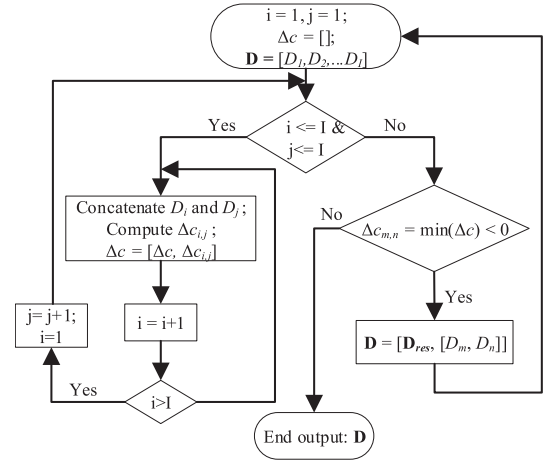 i = 1, j = 1;
Δc = [];
D = [D1,D2,...DI]
i <= I &
j<= I
Yes
No
Concatenate Di and Dj ;
Compute Δci,j ;
Δc = [Δc, Δci,j]
No
Δcm,n = min(Δc) < 0
j= j+1;
i=1
i = i+1
Yes
D = [Dres, [Dm, Dn]]
Yes
i>I
End output: D